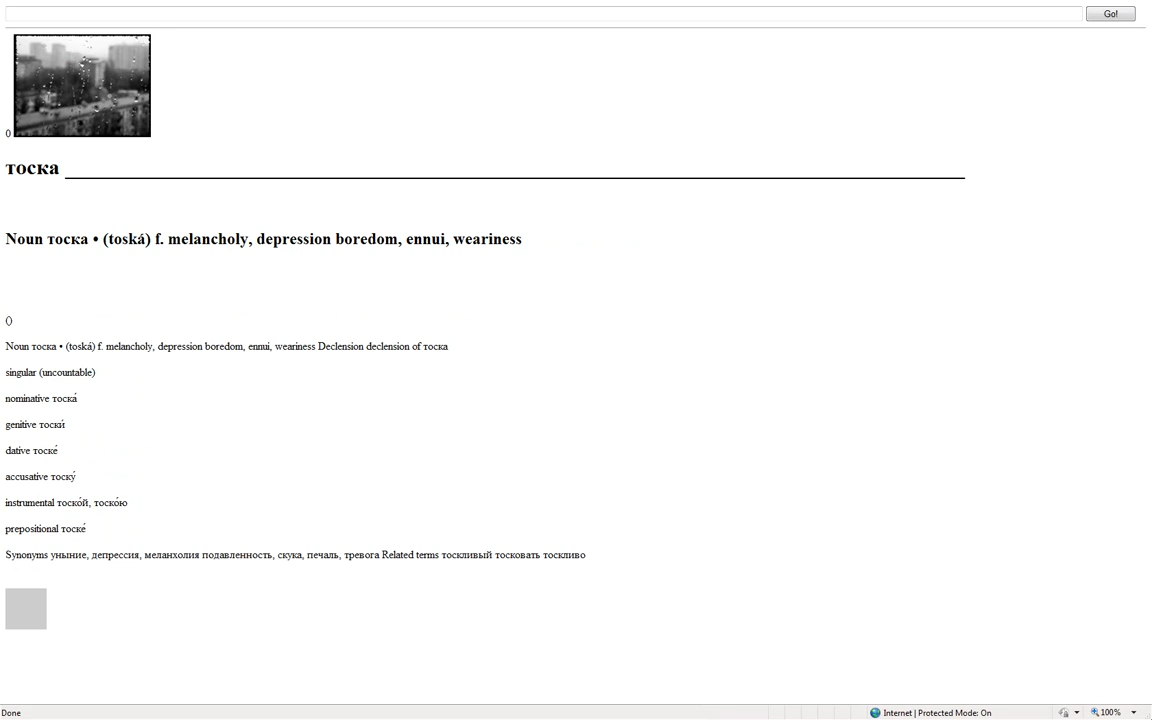 Go!
0
тоска
Noun тоска • (toská) f. melancholy, depression boredom, ennui, weariness
()
Noun тоска • (toská) f. melancholy, depression boredom, ennui, weariness Declension declension of тоска
singular (uncountable)
nominative тоска́
genitive тоски́
dative тоске́
accusative тоску́
instrumental тоско́й, тоско́ю
prepositional тоске́
Synonyms уныние, депрессия, меланхолия подавленность, скука, печаль, тревога Related terms тоскливый тосковать тоскливо
Done
Internet | Protected Mode: On
100%